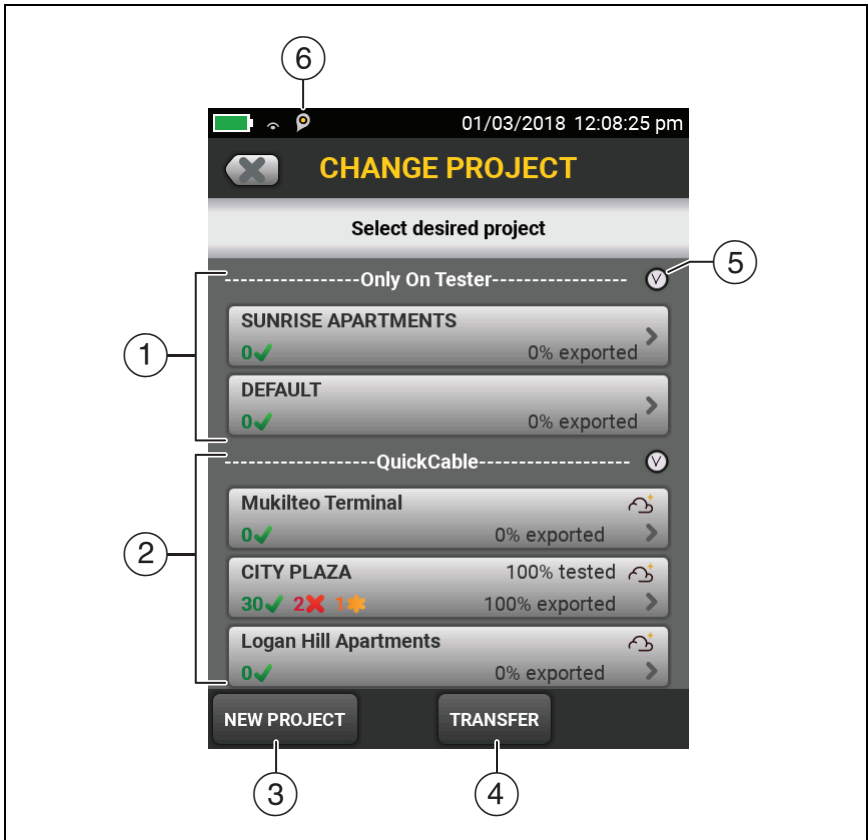 6
01/03/2018 12:08:25 pm
CHANGE PROJECT
Select desired project
Only On Tester
5
SUNRISE APARTMENTS
0 0% exported
1
DEFAULT
0 0% exported
QuickCable
Mukilteo Terminal
0 0% exported
2
CITY PLAZA 100% tested
30 2 1 100% exported
Logan Hill Apartments
0 0% exported
NEW PROJECT TRANSFER
3 4